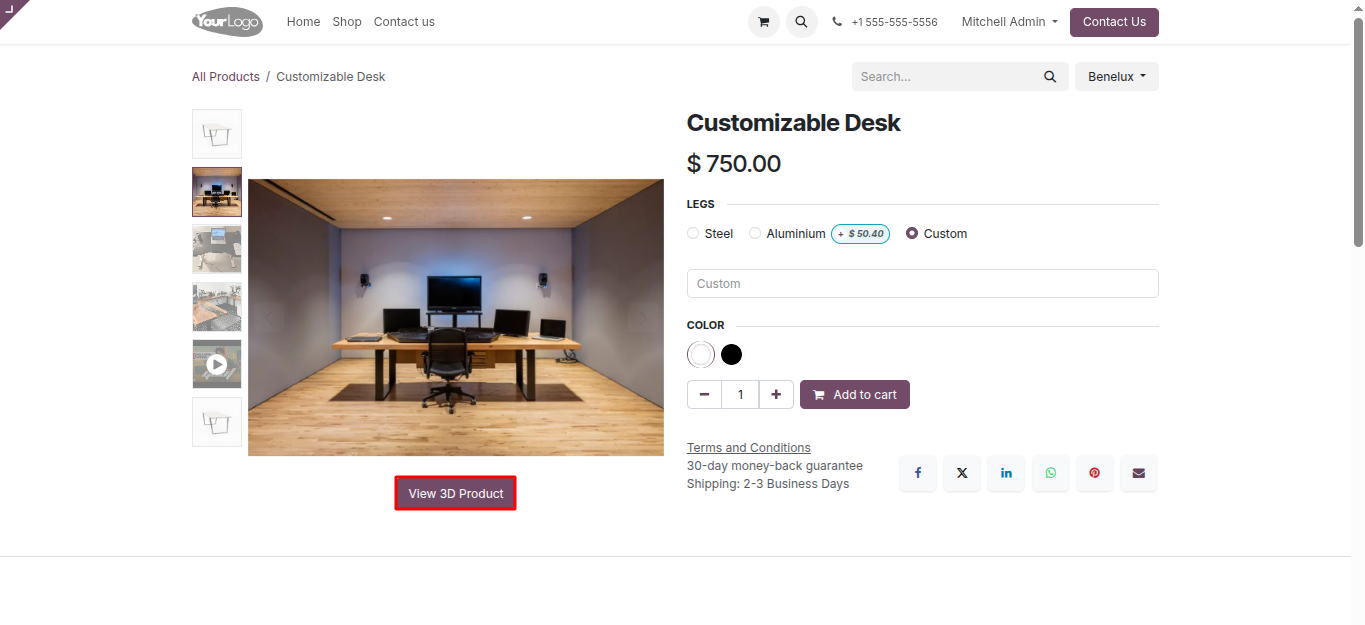 YourLogo
Home Shop Contact us
+1 555-555-5556
Mitchell Admin
Contact Us
All Products / Customizable Desk
Search...
Benelux
Customizable Desk
$ 750.00
LEGS
Steel
Aluminium + $ 50.40
Custom
Custom
COLOR
1
Add to cart
Terms and Conditions
30-day money-back guarantee
Shipping: 2-3 Business Days
View 3D Product